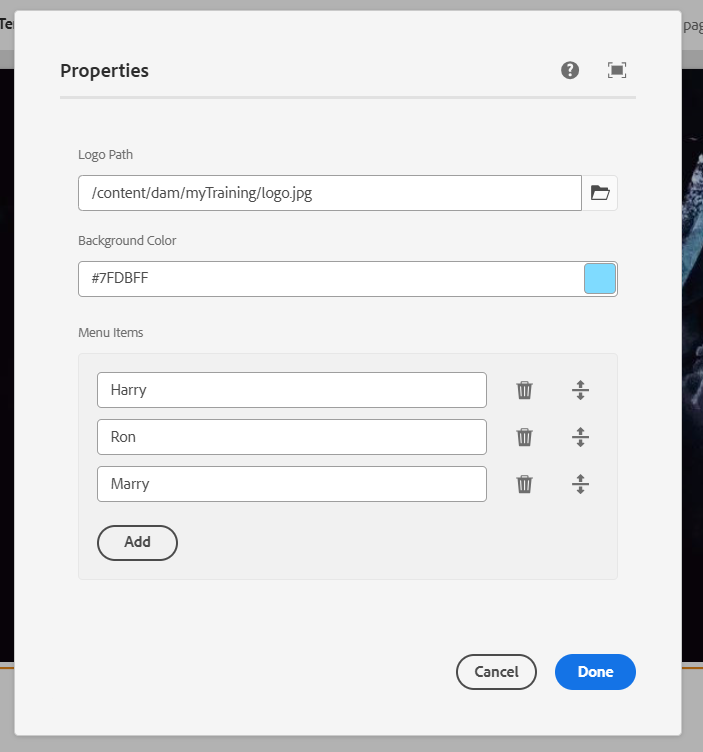 Properties
Logo Path
/content/dam/myTraining/logo.jpg
Background Color
#7FDBFF
Menu Items
Harry
Ron
Marry
Add
Cancel
Done